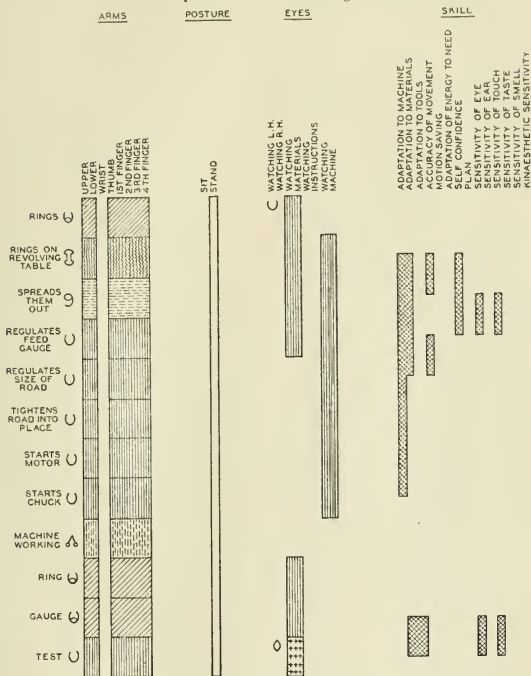 ARMS
POSTURE
EYES
SKILL
UPPER
LOWER
WRIST
THUMB
1ST FINGER
2ND FINGER
3RD FINGER
4TH FINGER
SIT
STAND
WATCHING L.H.
WATCHING R.H.
WATCHING
MATERIALS
WATCHING
INSTRUCTIONS
WATCHING
MACHINE
ADAPTATION TO MACHINE
ADAPTATION TO MATERIALS
ADAPTATION TO TOOLS
ACCURACY OF MOVEMENT
MOTION SAVING
ADAPTATION OF ENERGY TO NEED
SELF CONFIDENCE
PLAN
SENSITIVITY OF EYE
SENSITIVITY OF EAR
SENSITIVITY OF TOUCH
SENSITIVITY OF TASTE
SENSITIVITY OF SMELL
KINAESTHETIC SENSITIVITY
RINGS
RINGS ON
REVOLVING
TABLE
SPREADS
THEM
OUT
REGULATES
FEED
GAUGE
REGULATES
SIZE OF
ROAD
TIGHTENS
ROAD INTO
PLACE
STARTS
MOTOR
STARTS
CHUCK
MACHINE
WORKING
RING
GAUGE
TEST